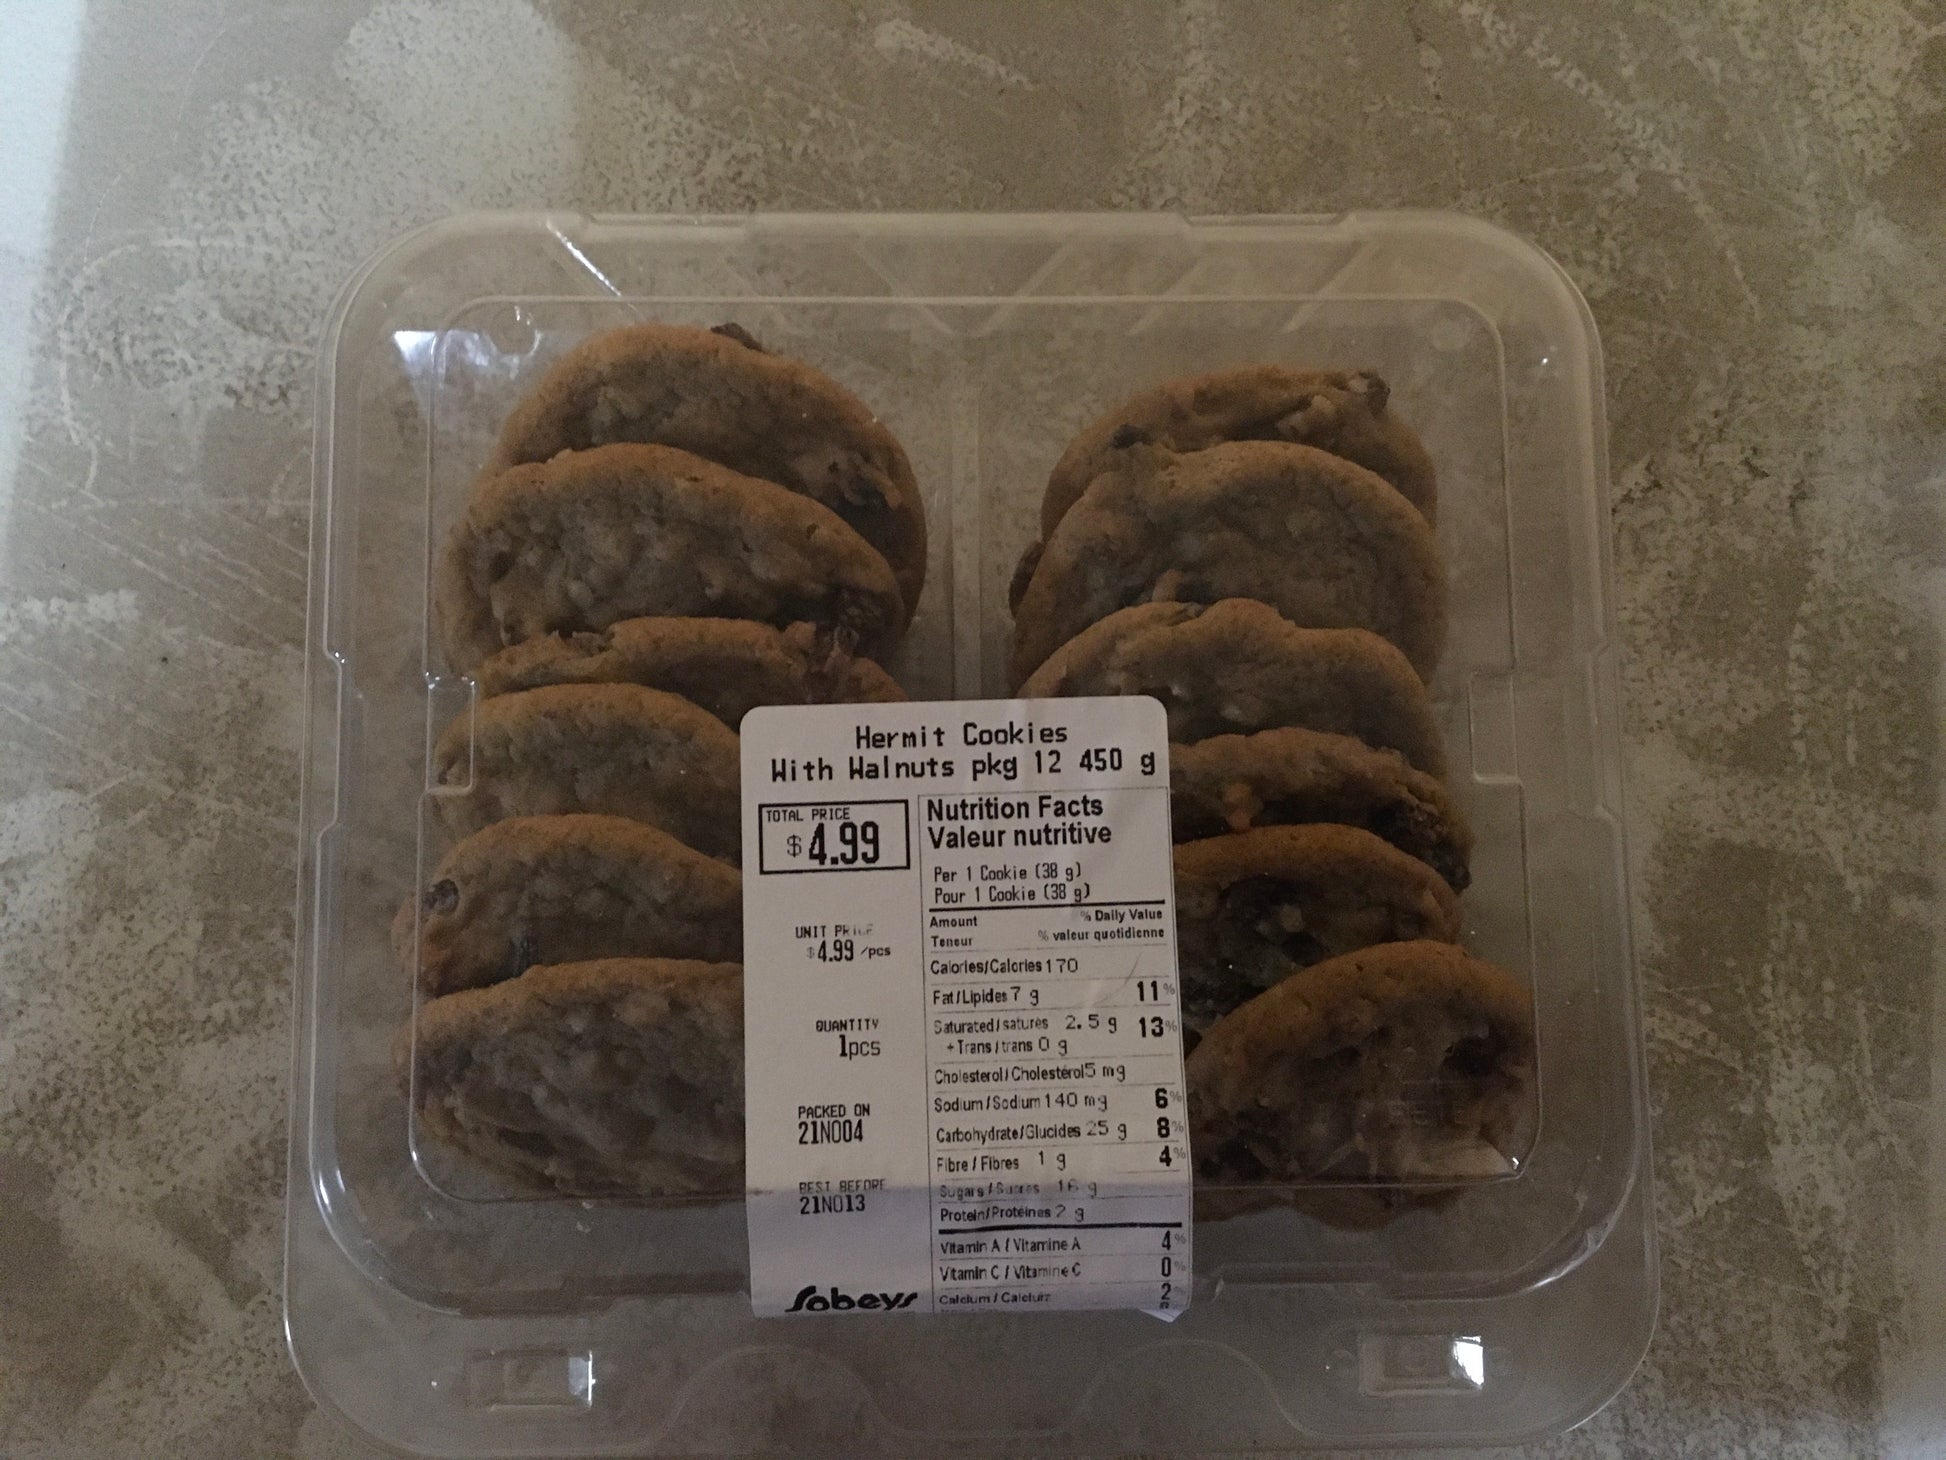 Hermit Cookies
With Walnuts pkg 12 450 g
TOTAL PRICE
$4.99
UNIT PRICE
$4.99 /pcs
QUANTITY
1pcs
PACKED ON
21NO04
BEST BEFORE
21NO13
Sobeys
Nutrition Facts
Valeur nutritive
Per 1 Cookie (38 g)
Pour 1 Cookie (38 g)
Amount % Daily Value
Teneur % valeur quotidienne
Calories/Calories 170
Fat/Lipides 7 g 11%
Saturated/saturés 2.5 g 13%
+Trans/trans 0 g
Cholesterol/Cholestérol 5 mg
Sodium/Sodium 140 mg 6%
Carbohydrate/Glucides 25 g 8%
Fibre/Fibres 1 g 4%
Sugars/Sucres 16 g
Protein/Protéines 2 g
Vitamin A/Vitamine A 4%
Vitamin C/Vitamine C 0%
Calcium/Calcium 2